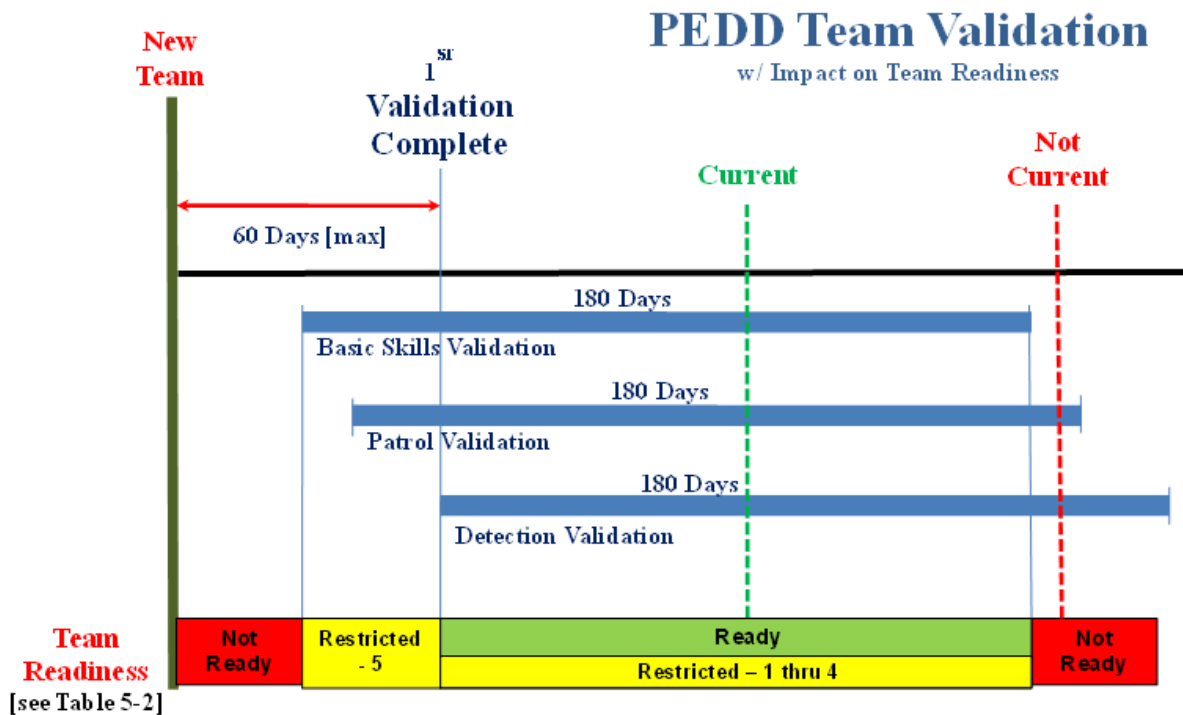 PEDD Team Validation
w/ Impact on Team Readiness
New
Team
1ST
Validation
Complete
Current
Not
Current
60 Days [max]
180 Days
Basic Skills Validation
180 Days
Patrol Validation
180 Days
Detection Validation
Team
Readiness
[see Table 5-2]
Not
Ready
Restricted
- 5
Ready
Restricted – 1 thru 4
Not
Ready